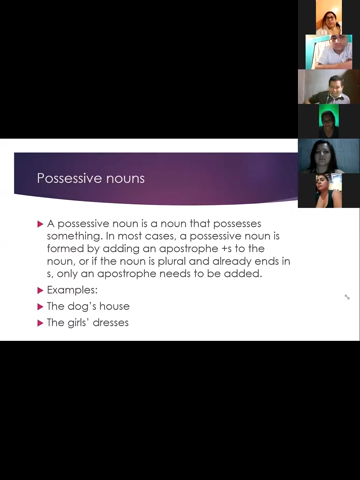 Possessive nouns
A possessive noun is a noun that possesses
something. In most cases, a possessive noun is
formed by adding an apostrophe +s to the
noun, or if the noun is plural and already ends in
s, only an apostrophe needs to be added.
Examples:
The dog's house
The girls' dresses